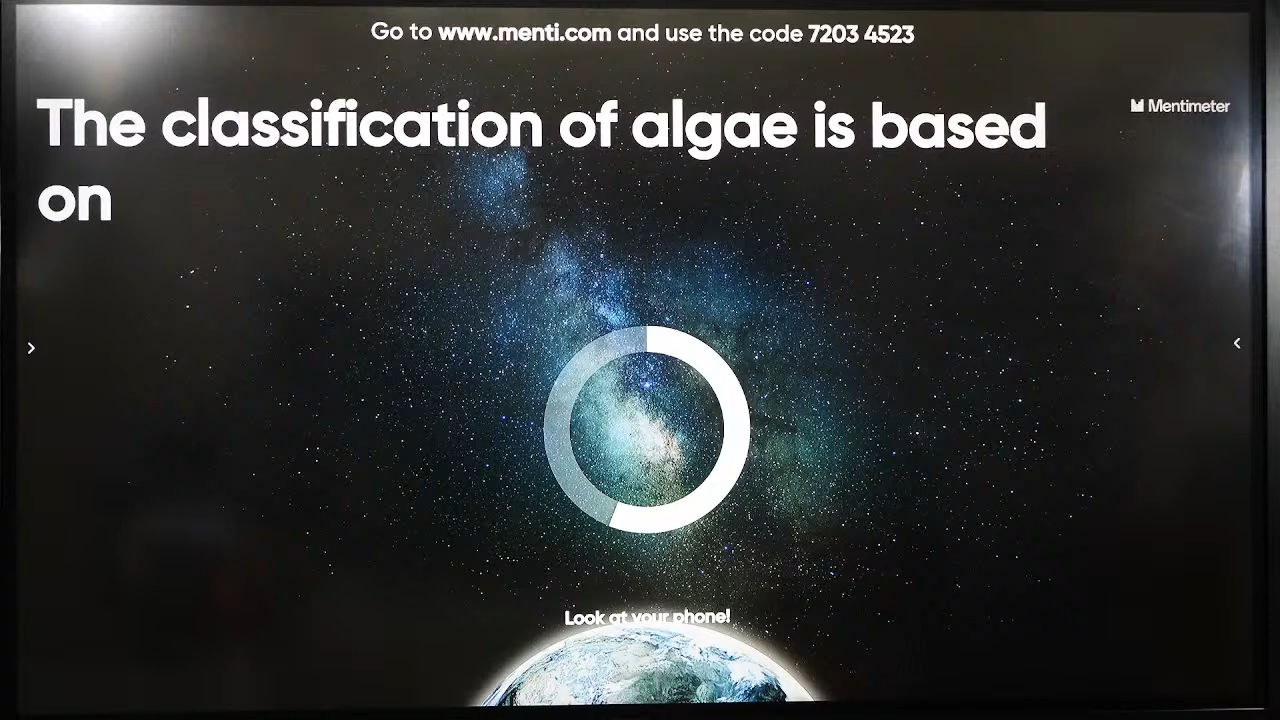 Go to www.menti.com and use the code 7203 4523
Mentimeter
The classification of algae is based
on
Look at your phone!